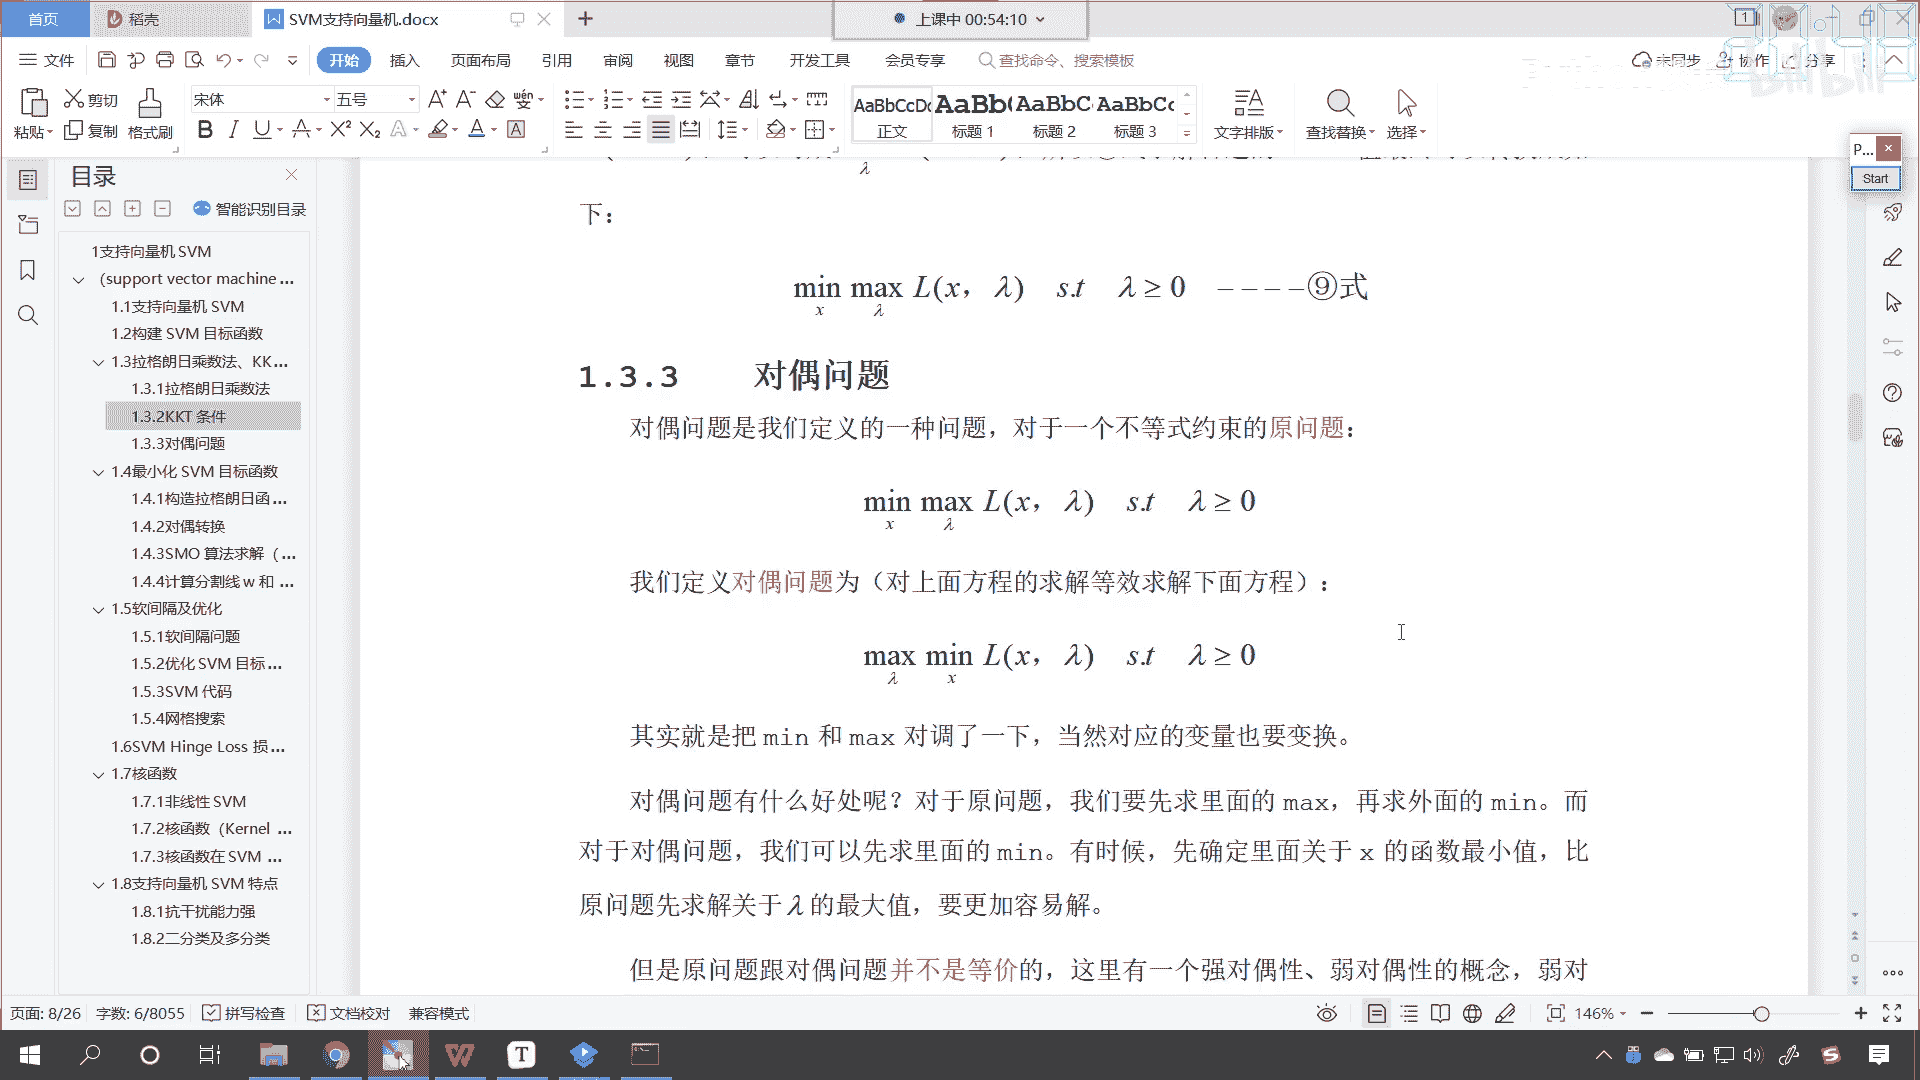 首页 稻壳 SVM支持向量机.docx + 上课中 00:54:10
文件 开始 插入 页面布局 引用 审阅 视图 章节 开发工具 会员专享 查找命令、搜索模板 未同步 协作 分享
粘贴 剪切 复制 格式刷 宋体 五号
AaBbCcDd AaBb( AaBbC AaBbCc
正文 标题 1 标题 2 标题 3 文字排版 查找替换 选择
P... ×
Start
目录
智能识别目录
1支持向量机 SVM
(support vector machine ...
1.1支持向量机 SVM
1.2构建 SVM 目标函数
1.3拉格朗日乘数法、KK...
1.3.1拉格朗日乘数法
1.3.2KKT 条件
1.3.3对偶问题
1.4最小化 SVM 目标函数
1.4.1构造拉格朗日函 ...
1.4.2对偶转换
1.4.3SMO 算法求解（ ...
1.4.4计算分割线 w 和 ...
1.5软间隔及优化
1.5.1软间隔问题
1.5.2优化 SVM 目标 ...
1.5.3SVM 代码
1.5.4网格搜索
1.6SVM Hinge Loss 损 ...
1.7核函数
1.7.1非线性 SVM
1.7.2核函数（Kernel ...
1.7.3核函数在 SVM ...
1.8支持向量机 SVM 特点
1.8.1抗干扰能力强
1.8.2二分类及多分类
λ
下：
min max L(x，λ) s.t λ ≥ 0 ----⑨式
x λ
1.3.3 对偶问题
对偶问题是我们定义的一种问题，对于一个不等式约束的原问题：
min max L(x，λ) s.t λ ≥ 0
x λ
我们定义对偶问题为（对上面方程的求解等效求解下面方程）：
max min L(x，λ) s.t λ ≥ 0
λ x
其实就是把 min 和 max 对调了一下，当然对应的变量也要变换。
对偶问题有什么好处呢？对于原问题，我们要先求里面的 max，再求外面的 min。而
对于对偶问题，我们可以先求里面的 min。有时候，先确定里面关于 x 的函数最小值，比
原问题先求解关于 λ 的最大值，要更加容易解。
但是原问题跟对偶问题并不是等价的，这里有一个强对偶性、弱对偶性的概念，弱对
页面: 8/26 字数: 6/8055 拼写检查 文档校对 兼容模式 146%